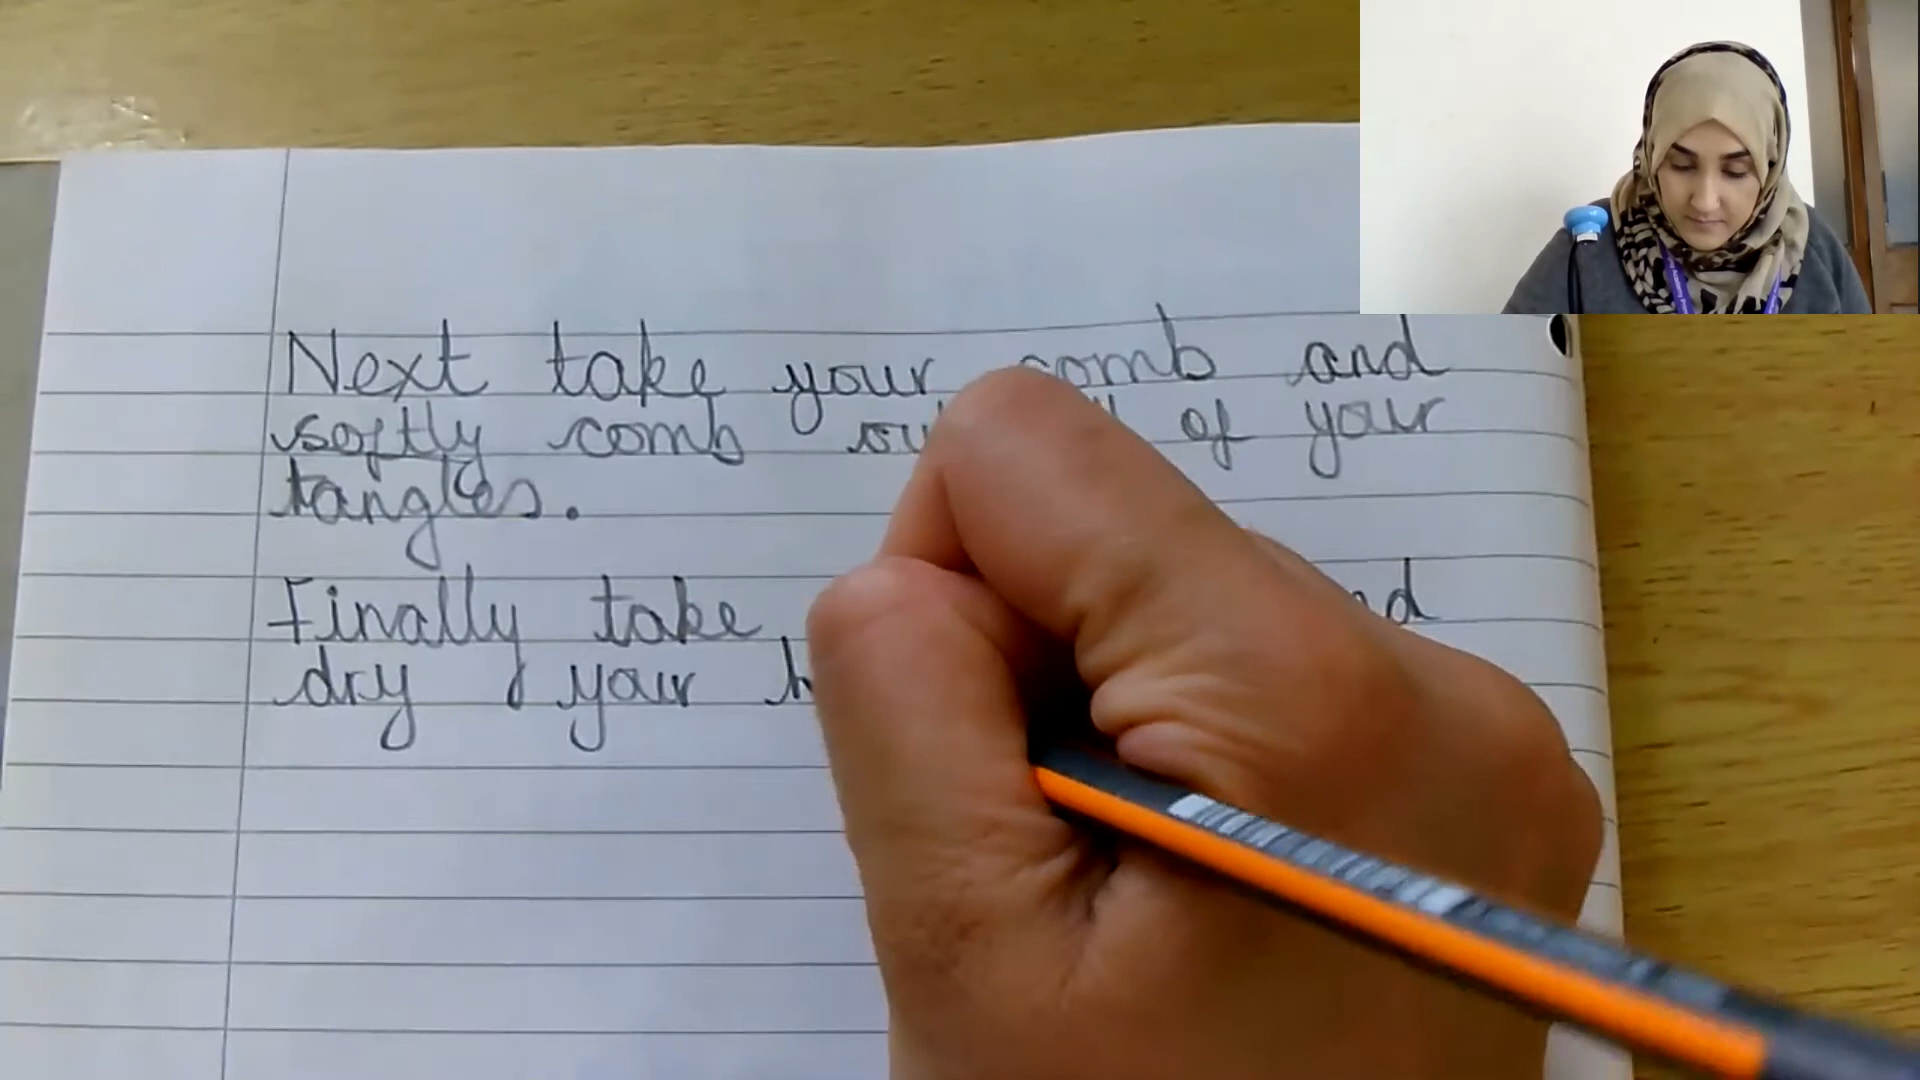 Next take your comb and
softly comb of your
tangles.
Finally take
dry your